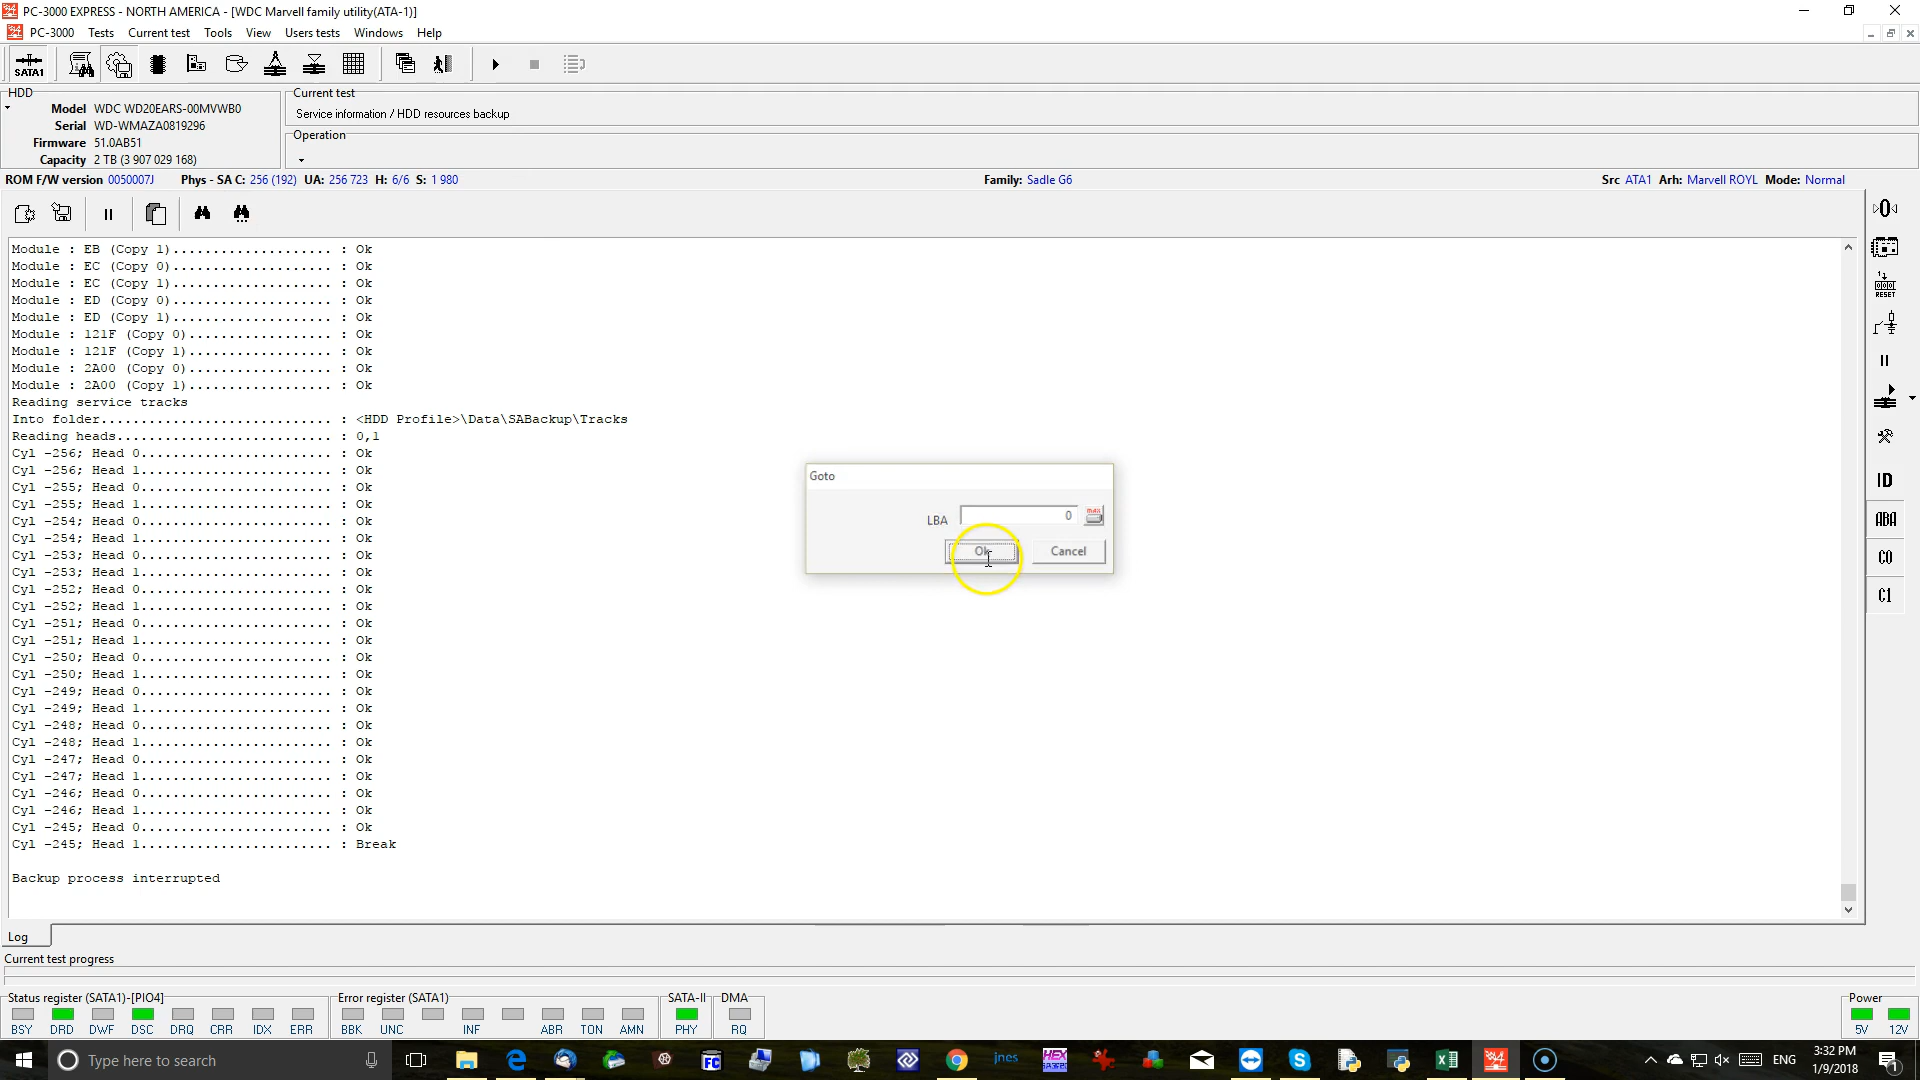 PC-3000 EXPRESS - NORTH AMERICA - [WDC Marvell family utility(ATA-1)]
PC-3000 Tests Current test Tools View Users tests Windows Help
SATA1
HDD
Model WDC WD20EARS-00MVWB0
Serial WD-WMAZA0819296
Firmware 51.0AB51
Capacity 2 TB (3 907 029 168)
Current test
Service information / HDD resources backup
Operation
ROM F/W version 0050007J Phys - SA C: 256 (192) UA: 256 723 H: 6/6 S: 1 980 Family: Sadle G6 Src ATA1 Arh: Marvell ROYL Mode: Normal
Module : EB (Copy 1).................... : Ok
Module : EC (Copy 0).................... : Ok
Module : EC (Copy 1).................... : Ok
Module : ED (Copy 0).................... : Ok
Module : ED (Copy 1).................... : Ok
Module : 121F (Copy 0).................. : Ok
Module : 121F (Copy 1).................. : Ok
Module : 2A00 (Copy 0).................. : Ok
Module : 2A00 (Copy 1).................. : Ok
Reading service tracks
Into folder............................. : <HDD Profile>\Data\SABackup\Tracks
Reading heads........................... : 0,1
Cyl -256; Head 0........................ : Ok
Cyl -256; Head 1........................ : Ok
Cyl -255; Head 0........................ : Ok
Cyl -255; Head 1........................ : Ok
Cyl -254; Head 0........................ : Ok
Cyl -254; Head 1........................ : Ok
Cyl -253; Head 0........................ : Ok
Cyl -253; Head 1........................ : Ok
Cyl -252; Head 0........................ : Ok
Cyl -252; Head 1........................ : Ok
Cyl -251; Head 0........................ : Ok
Cyl -251; Head 1........................ : Ok
Cyl -250; Head 0........................ : Ok
Cyl -250; Head 1........................ : Ok
Cyl -249; Head 0........................ : Ok
Cyl -249; Head 1........................ : Ok
Cyl -248; Head 0........................ : Ok
Cyl -248; Head 1........................ : Ok
Cyl -247; Head 0........................ : Ok
Cyl -247; Head 1........................ : Ok
Cyl -246; Head 0........................ : Ok
Cyl -246; Head 1........................ : Ok
Cyl -245; Head 0........................ : Ok
Cyl -245; Head 1........................ : Break
Backup process interrupted
Goto
LBA 0 max
Ok Cancel
RESET
ID
ABA
C0
C1
Log
Current test progress
Status register (SATA1)-[PIO4] Error register (SATA1) SATA-II DMA Power
BSY DRD DWF DSC DRQ CRR IDX ERR BBK UNC INF ABR TON AMN PHY RQ 5V 12V
Type here to search
FC
jnes
HEX
ENG
3:32 PM
1/9/2018
1